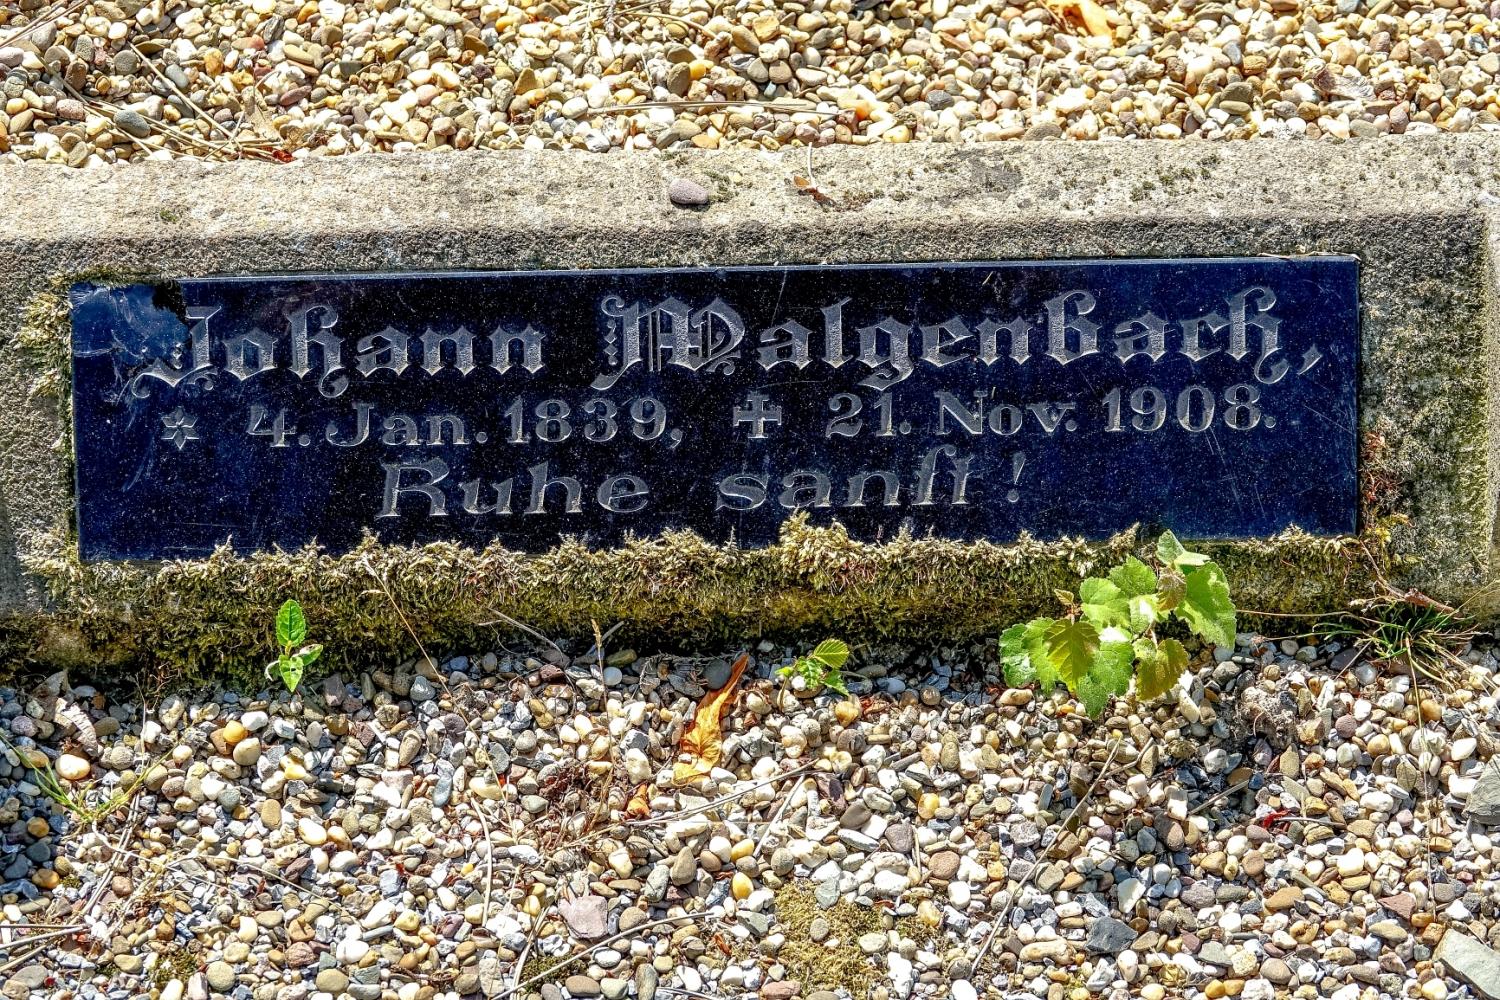 Johann Malgenbach,
* 4. Jan. 1839, ✠ 21. Nov. 1908.
Ruhe sanft!